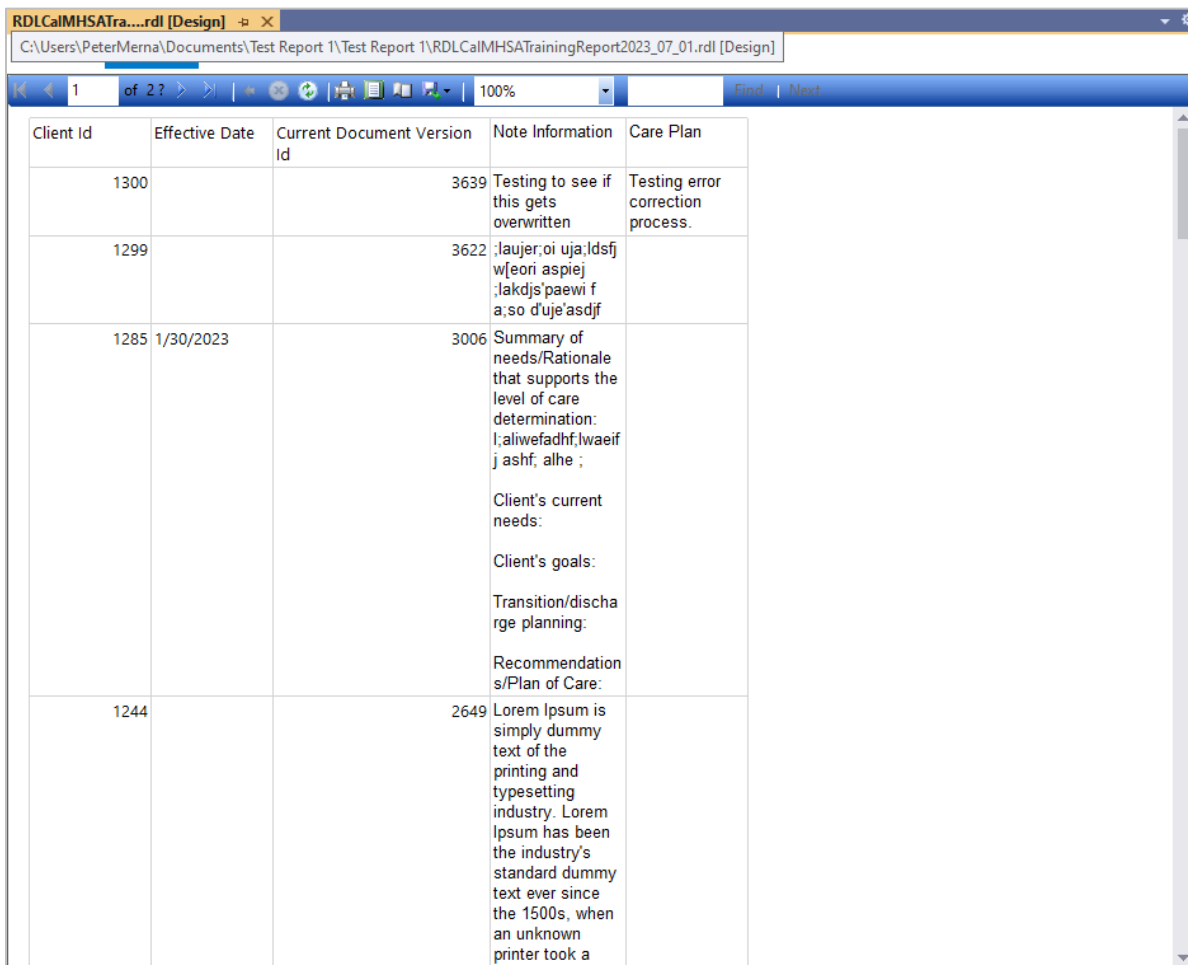 RDLCalMHSATra....rdl [Design]
C:\Users\PeterMerna\Documents\Test Report 1\Test Report 1\RDLCalMHSATrainingReport2023_07_01.rdl [Design]
1 of 2 ? 100% Find | Next
Client Id Effective Date Current Document Version Id Note Information Care Plan
1300 3639 Testing to see if Testing error
this gets correction
overwritten process.
1299 3622 ;laujer;oi uja;ldsfj
w[eori aspiej
;lakdjs'paewi f
a;so d'uje'asdjf
1285 1/30/2023 3006 Summary of
needs/Rationale
that supports the
level of care
determination:
l;aliwefadhf;lwaeif
j ashf; alhe ;
Client's current
needs:
Client's goals:
Transition/discha
rge planning:
Recommendation
s/Plan of Care:
1244 2649 Lorem Ipsum is
simply dummy
text of the
printing and
typesetting
industry. Lorem
Ipsum has been
the industry's
standard dummy
text ever since
the 1500s, when
an unknown
printer took a